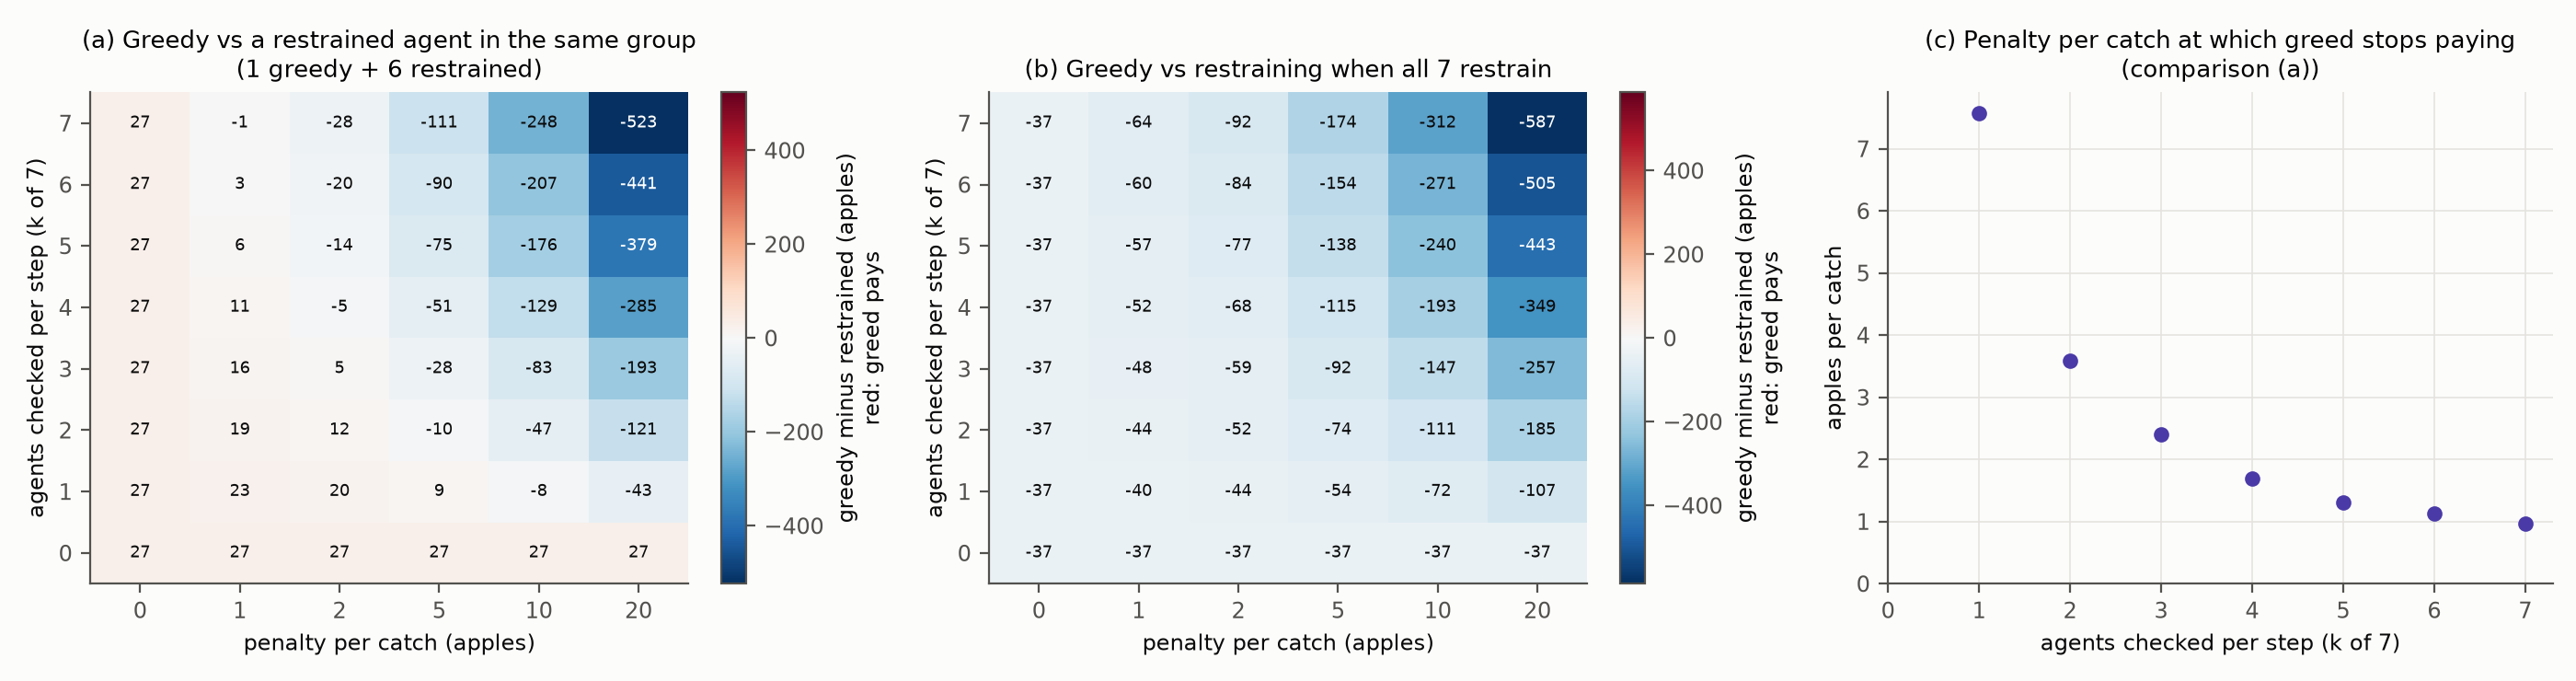 (a) Greedy vs a restrained agent in the same group
(1 greedy + 6 restrained)
7 27 -1 -28 -111 -248 -523
6 27 3 -20 -90 -207 -441
5 27 6 -14 -75 -176 -379
4 27 11 -5 -51 -129 -285
3 27 16 5 -28 -83 -193
2 27 19 12 -10 -47 -121
1 27 23 20 9 -8 -43
0 27 27 27 27 27 27
0 1 2 5 10 20
penalty per catch (apples)
agents checked per step (k of 7)
400
200
0
−200
−400
greedy minus restrained (apples)
red: greed pays
(b) Greedy vs restraining when all 7 restrain
7 -37 -64 -92 -174 -312 -587
6 -37 -60 -84 -154 -271 -505
5 -37 -57 -77 -138 -240 -443
4 -37 -52 -68 -115 -193 -349
3 -37 -48 -59 -92 -147 -257
2 -37 -44 -52 -74 -111 -185
1 -37 -40 -44 -54 -72 -107
0 -37 -37 -37 -37 -37 -37
0 1 2 5 10 20
penalty per catch (apples)
agents checked per step (k of 7)
400
200
0
−200
−400
greedy minus restrained (apples)
red: greed pays
(c) Penalty per catch at which greed stops paying
(comparison (a))
7
6
5
4
3
2
1
0
0 1 2 3 4 5 6 7
agents checked per step (k of 7)
apples per catch